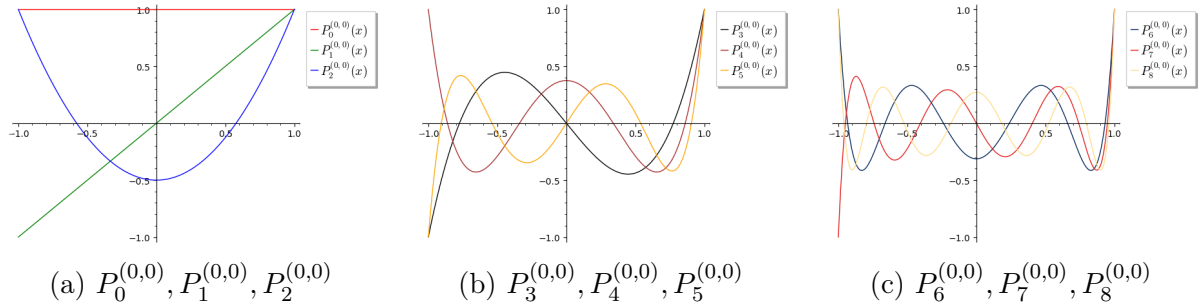 1.0
0.5
−1.0
−0.5
0.5
1.0
−0.5
−1.0
P_0^{(0, 0)}(x)
P_1^{(0, 0)}(x)
P_2^{(0, 0)}(x)
(a) P_0^{(0,0)}, P_1^{(0,0)}, P_2^{(0,0)}
1.0
0.5
−1.0
−0.5
0.5
1.0
−0.5
−1.0
P_3^{(0, 0)}(x)
P_4^{(0, 0)}(x)
P_5^{(0, 0)}(x)
(b) P_3^{(0,0)}, P_4^{(0,0)}, P_5^{(0,0)}
1.0
0.5
−1.0
−0.5
0.5
1.0
−0.5
−1.0
P_6^{(0, 0)}(x)
P_7^{(0, 0)}(x)
P_8^{(0, 0)}(x)
(c) P_6^{(0,0)}, P_7^{(0,0)}, P_8^{(0,0)}